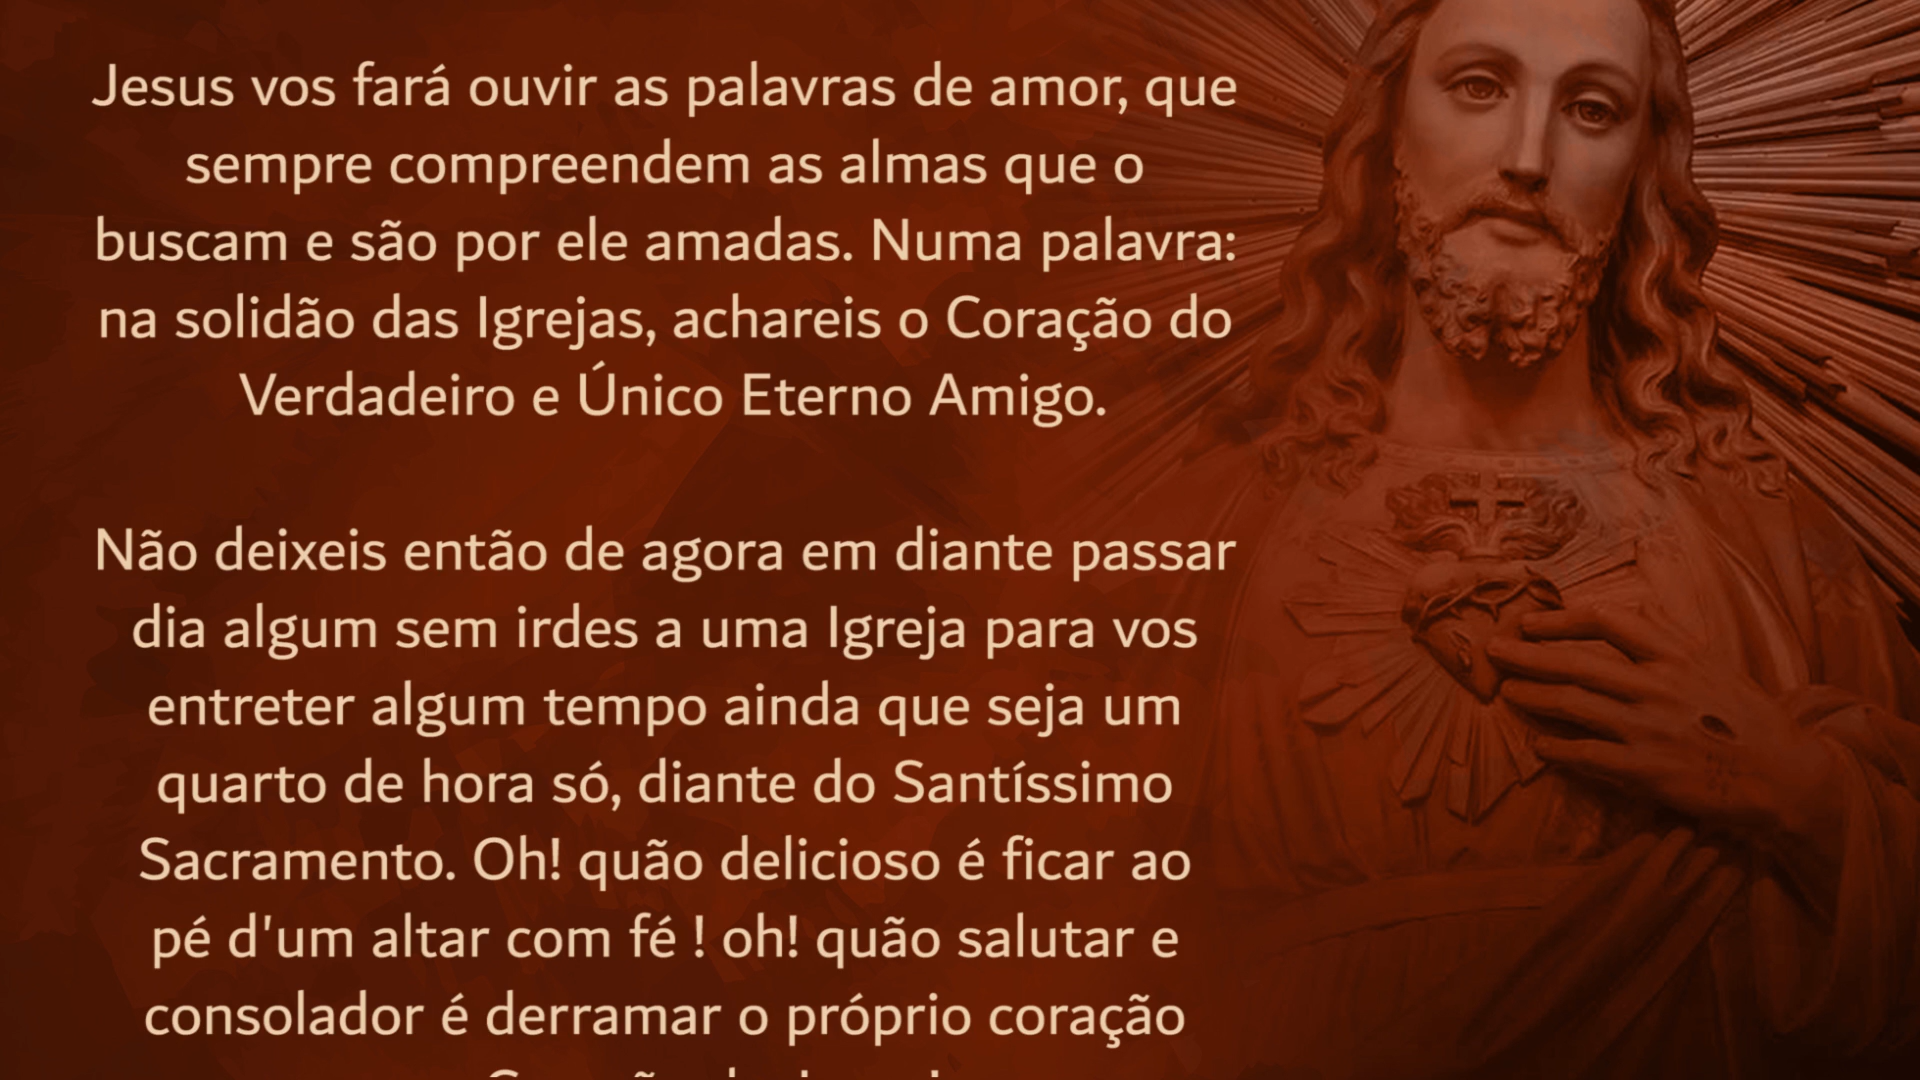 Jesus vos fará ouvir as palavras de amor, que
sempre compreendem as almas que o
buscam e são por ele amadas. Numa palavra:
na solidão das Igrejas, achareis o Coração do
Verdadeiro e Único Eterno Amigo.
Não deixeis então de agora em diante passar
dia algum sem irdes a uma Igreja para vos
entreter algum tempo ainda que seja um
quarto de hora só, diante do Santíssimo
Sacramento. Oh! quão delicioso é ficar ao
pé d'um altar com fé ! oh! quão salutar e
consolador é derramar o próprio coração